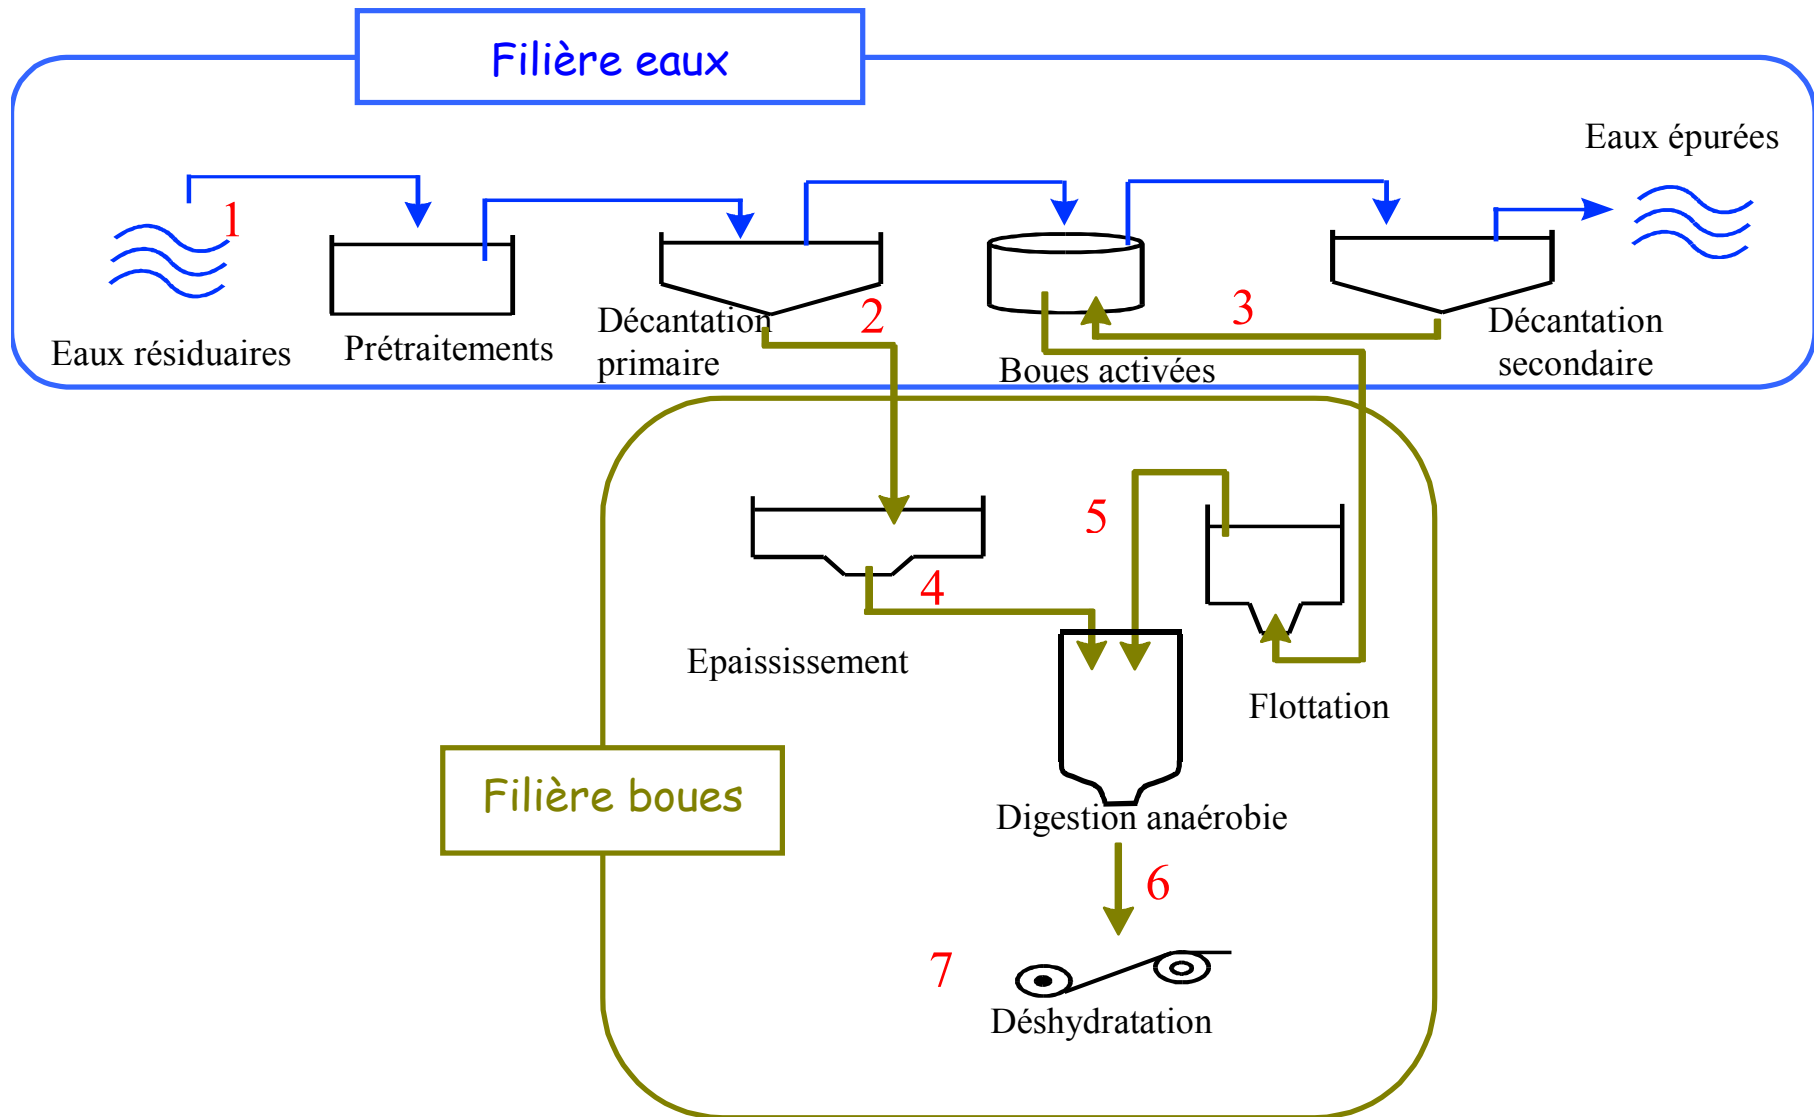 Filière eaux
Eaux épurées
1
2
3
Décantation
primaire
Décantation
secondaire
Eaux résiduaires
Prétraitements
Boues activées
5
4
Epaississement
Flottation
Filière boues
Digestion anaérobie
6
7
Déshydratation